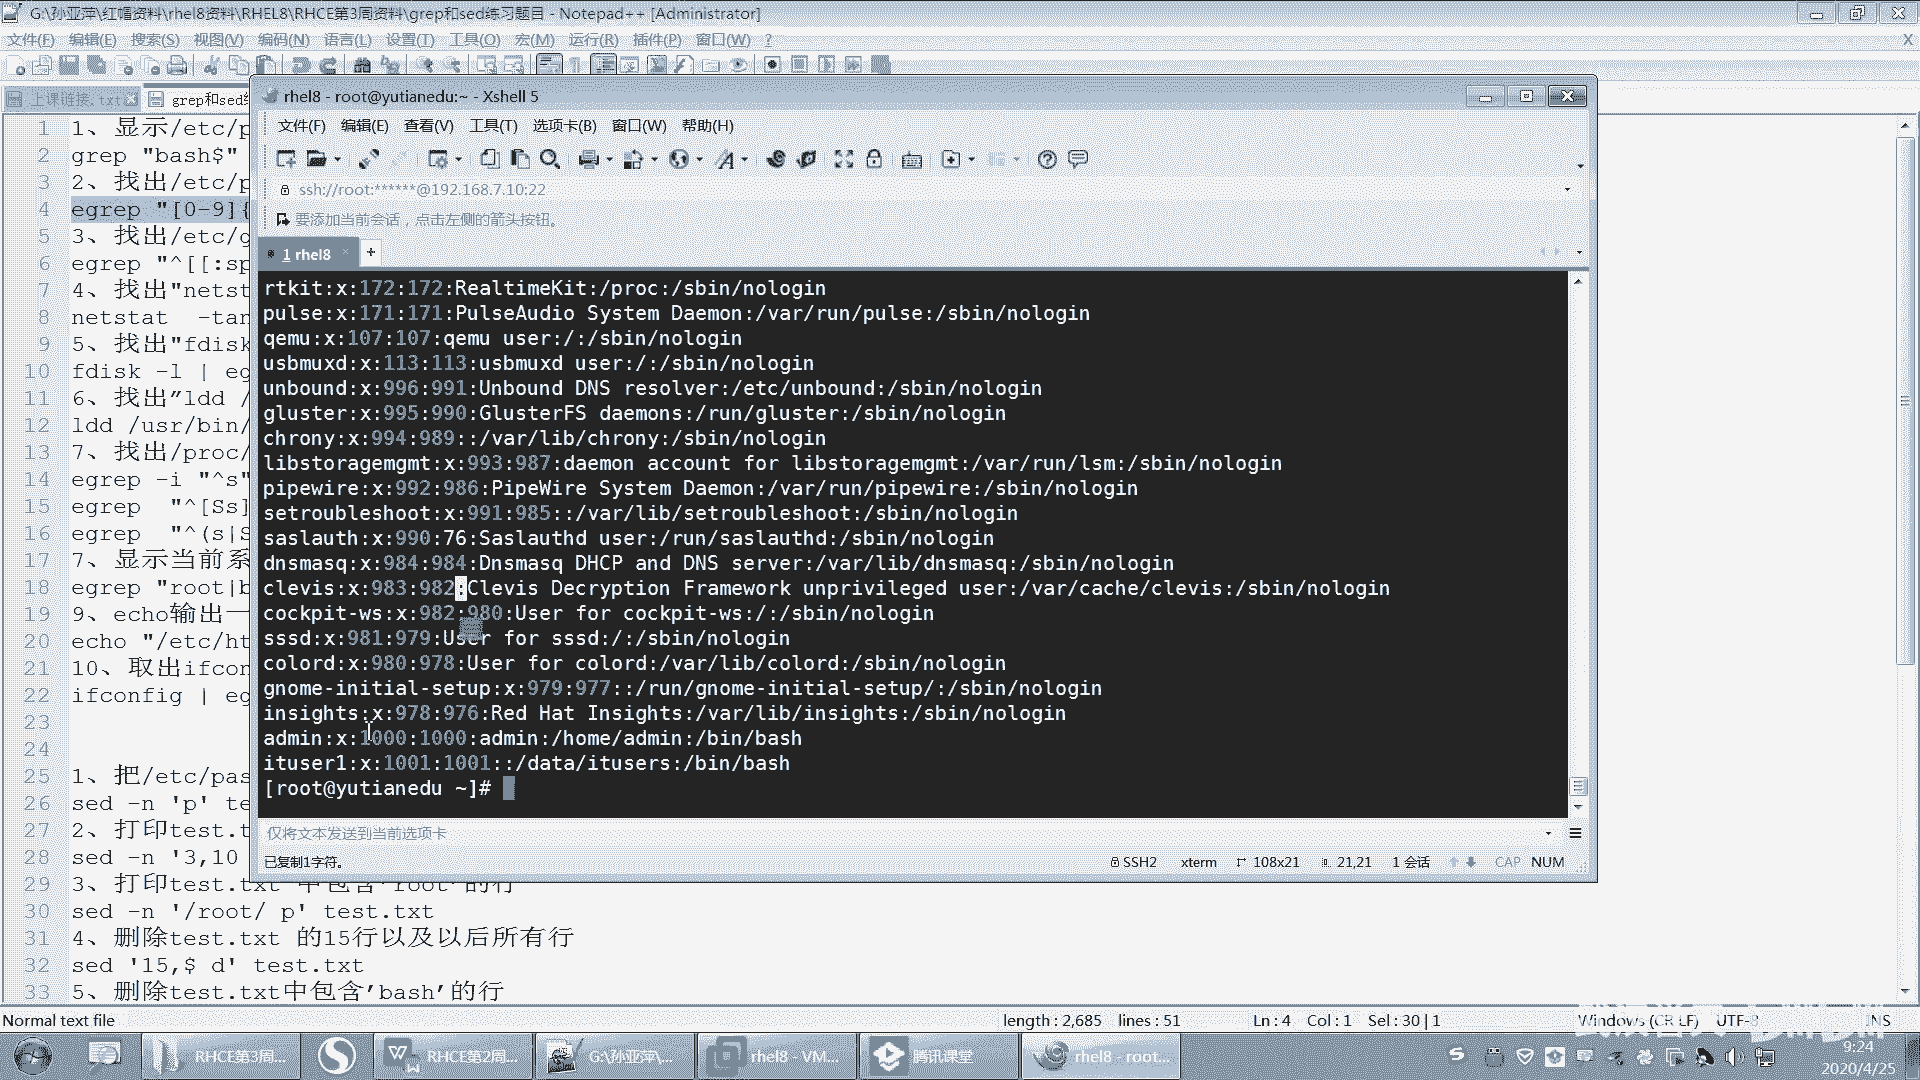 G:\孙亚萍\红帽资料\rhel8资料\RHEL8\RHCE第3周资料\grep和sed练习题目 - Notepad++ [Administrator]
文件(F) 编辑(E) 搜索(S) 视图(V) 编码(N) 语言(L) 设置(T) 工具(O) 宏(M) 运行(R) 插件(P) 窗口(W) ?
上课链接.txt
grep和sed
1 1、显示/etc/p
2 grep "bash$"
3 2、找出/etc/p
4 egrep "[0-9]{
5 3、找出/etc/g
6 egrep "^[[:sp
7 4、找出"netst
8 netstat -tan
9 5、找出"fdisk
10 fdisk -l | eg
11 6、找出"ldd /
12 ldd /usr/bin/
13 7、找出/proc/
14 egrep -i "^s"
15 egrep "^[Ss]
16 egrep "^(s|S
17 7、显示当前系
18 egrep "root|b
19 9、echo输出一
20 echo "/etc/ht
21 10、取出ifcon
22 ifconfig | eg
23
24
25 1、把/etc/pas
26 sed -n 'p' te
27 2、打印test.t
28 sed -n '3,10
29 3、打印test.txt 中包含'root'的行
30 sed -n '/root/ p' test.txt
31 4、删除test.txt 的15行以及以后所有行
32 sed '15,$ d' test.txt
33 5、删除test.txt中包含'bash'的行
rhel8 - root@yutianedu:~ - Xshell 5
文件(F) 编辑(E) 查看(V) 工具(T) 选项卡(B) 窗口(W) 帮助(H)
ssh://root:******@192.168.7.10:22
要添加当前会话，点击左侧的箭头按钮。
1 rhel8
rtkit:x:172:172:RealtimeKit:/proc:/sbin/nologin
pulse:x:171:171:PulseAudio System Daemon:/var/run/pulse:/sbin/nologin
qemu:x:107:107:qemu user:/:/sbin/nologin
usbmuxd:x:113:113:usbmuxd user:/:/sbin/nologin
unbound:x:996:991:Unbound DNS resolver:/etc/unbound:/sbin/nologin
gluster:x:995:990:GlusterFS daemons:/run/gluster:/sbin/nologin
chrony:x:994:989::/var/lib/chrony:/sbin/nologin
libstoragemgmt:x:993:987:daemon account for libstoragemgmt:/var/run/lsm:/sbin/nologin
pipewire:x:992:986:PipeWire System Daemon:/var/run/pipewire:/sbin/nologin
setroubleshoot:x:991:985::/var/lib/setroubleshoot:/sbin/nologin
saslauth:x:990:76:Saslauthd user:/run/saslauthd:/sbin/nologin
dnsmasq:x:984:984:Dnsmasq DHCP and DNS server:/var/lib/dnsmasq:/sbin/nologin
clevis:x:983:982:Clevis Decryption Framework unprivileged user:/var/cache/clevis:/sbin/nologin
cockpit-ws:x:982:980:User for cockpit-ws:/:/sbin/nologin
sssd:x:981:979:User for sssd:/:/sbin/nologin
colord:x:980:978:User for colord:/var/lib/colord:/sbin/nologin
gnome-initial-setup:x:979:977::/run/gnome-initial-setup/:/sbin/nologin
insights:x:978:976:Red Hat Insights:/var/lib/insights:/sbin/nologin
admin:x:1000:1000:admin:/home/admin:/bin/bash
ituser1:x:1001:1001::/data/itusers:/bin/bash
[root@yutianedu ~]#
仅将文本发送到当前选项卡
已复制1字符。 SSH2 xterm 108x21 21,21 1 会话 CAP NUM
Normal text file length : 2,685 lines : 51 Ln : 4 Col : 1 Sel : 30 | 1 Windows (CR LF) UTF-8 INS
RHCE第3周... RHCE第2周... G:\孙亚萍\... rhel8 - VM... 腾讯课堂 rhel8 - root...
9:24
2020/4/25